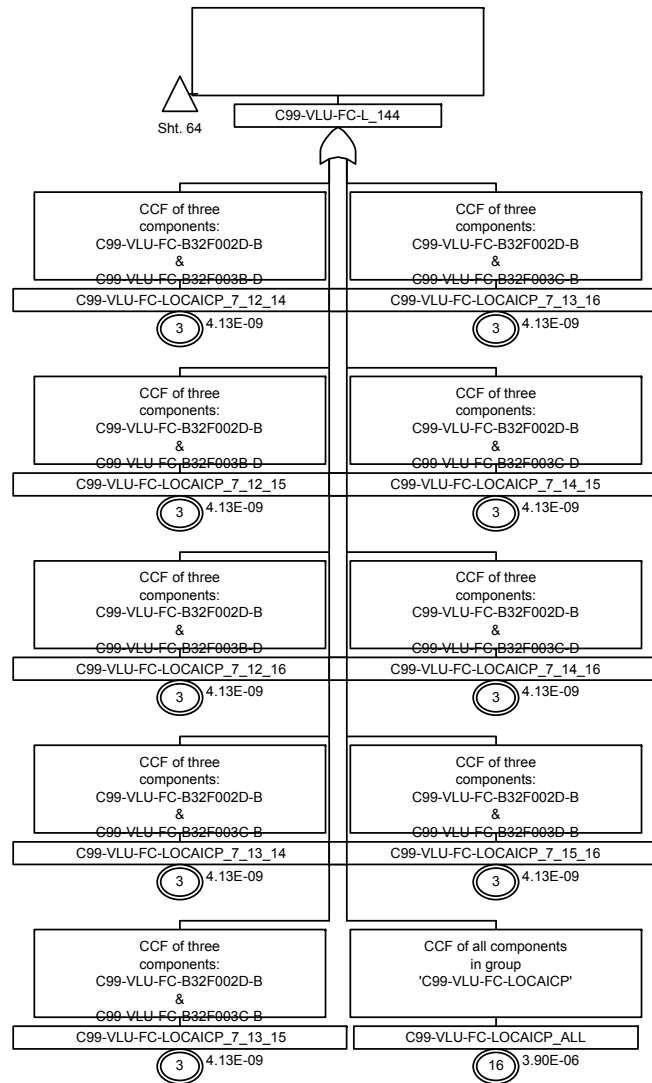 Sht. 64
C99-VLU-FC-L_144
CCF of three
components:
C99-VLU-FC-B32F002D-B
&
C99-VLU-FC-B32F003B-D
C99-VLU-FC-LOCAICP_7_12_14
3
4.13E-09
CCF of three
components:
C99-VLU-FC-B32F002D-B
&
C99-VLU-FC-B32F003C-B
C99-VLU-FC-LOCAICP_7_13_16
3
4.13E-09
CCF of three
components:
C99-VLU-FC-B32F002D-B
&
C99-VLU-FC-B32F003B-D
C99-VLU-FC-LOCAICP_7_12_15
3
4.13E-09
CCF of three
components:
C99-VLU-FC-B32F002D-B
&
C99-VLU-FC-B32F003C-D
C99-VLU-FC-LOCAICP_7_14_15
3
4.13E-09
CCF of three
components:
C99-VLU-FC-B32F002D-B
&
C99-VLU-FC-B32F003B-D
C99-VLU-FC-LOCAICP_7_12_16
3
4.13E-09
CCF of three
components:
C99-VLU-FC-B32F002D-B
&
C99-VLU-FC-B32F003C-D
C99-VLU-FC-LOCAICP_7_14_16
3
4.13E-09
CCF of three
components:
C99-VLU-FC-B32F002D-B
&
C99-VLU-FC-B32F003C-B
C99-VLU-FC-LOCAICP_7_13_14
3
4.13E-09
CCF of three
components:
C99-VLU-FC-B32F002D-B
&
C99-VLU-FC-B32F003D-B
C99-VLU-FC-LOCAICP_7_15_16
3
4.13E-09
CCF of three
components:
C99-VLU-FC-B32F002D-B
&
C99-VLU-FC-B32F003C-B
C99-VLU-FC-LOCAICP_7_13_15
3
4.13E-09
CCF of all components
in group
'C99-VLU-FC-LOCAICP'
C99-VLU-FC-LOCAICP_ALL
16
3.90E-06